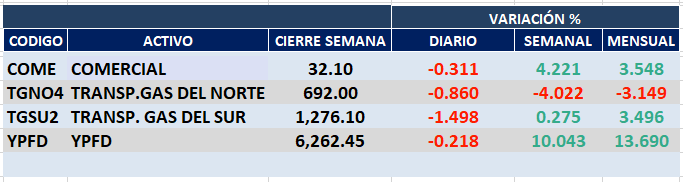 VARIACIÓN %
CODIGO ACTIVO CIERRE SEMANA DIARIO SEMANAL MENSUAL
COME COMERCIAL 32.10 -0.311 4.221 3.548
TGNO4 TRANSP.GAS DEL NORTE 692.00 -0.860 -4.022 -3.149
TGSU2 TRANSP. GAS DEL SUR 1,276.10 -1.498 0.275 3.496
YPFD YPFD 6,262.45 -0.218 10.043 13.690